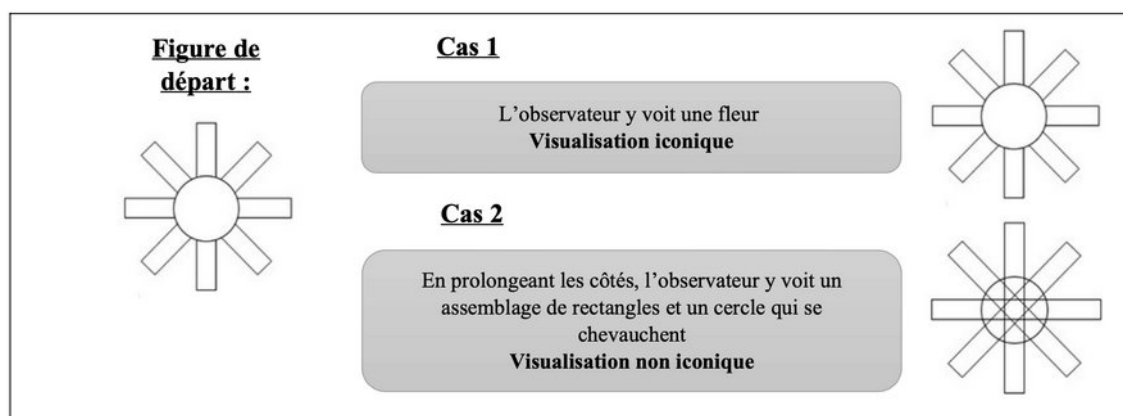 Figure de
départ :
Cas 1
L'observateur y voit une fleur
Visualisation iconique
Cas 2
En prolongeant les côtés, l'observateur y voit un
assemblage de rectangles et un cercle qui se
chevauchent
Visualisation non iconique